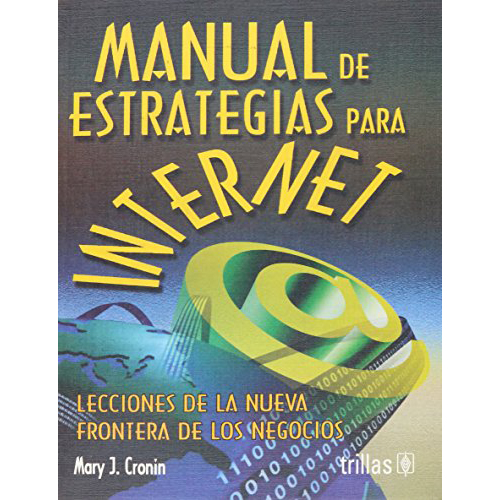 MANUAL DE
ESTRATEGIAS PARA
INTERNET
@
LECCIONES DE LA NUEVA
FRONTERA DE LOS NEGOCIOS
Mary J. Cronin
trillas